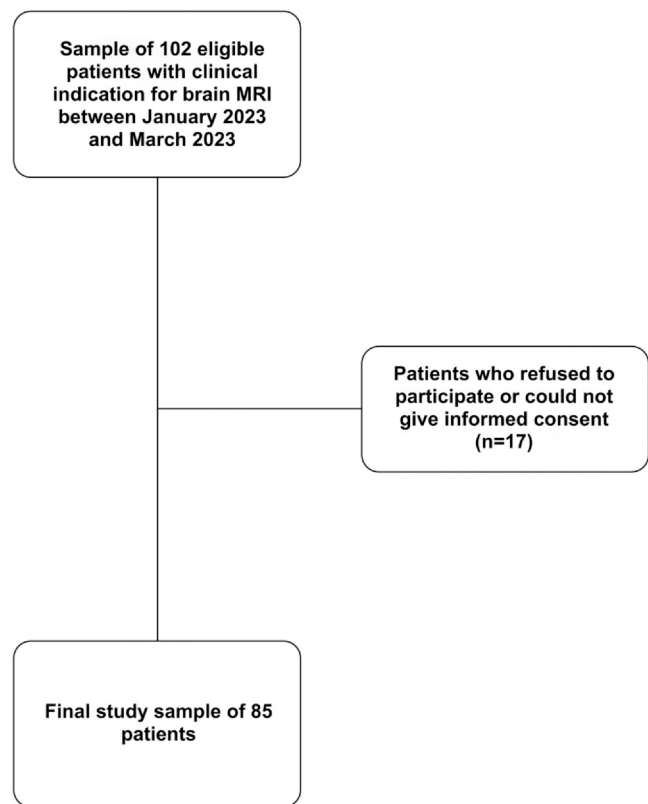 Sample of 102 eligible
patients with clinical
indication for brain MRI
between January 2023
and March 2023
Patients who refused to
participate or could not
give informed consent
(n=17)
Final study sample of 85
patients